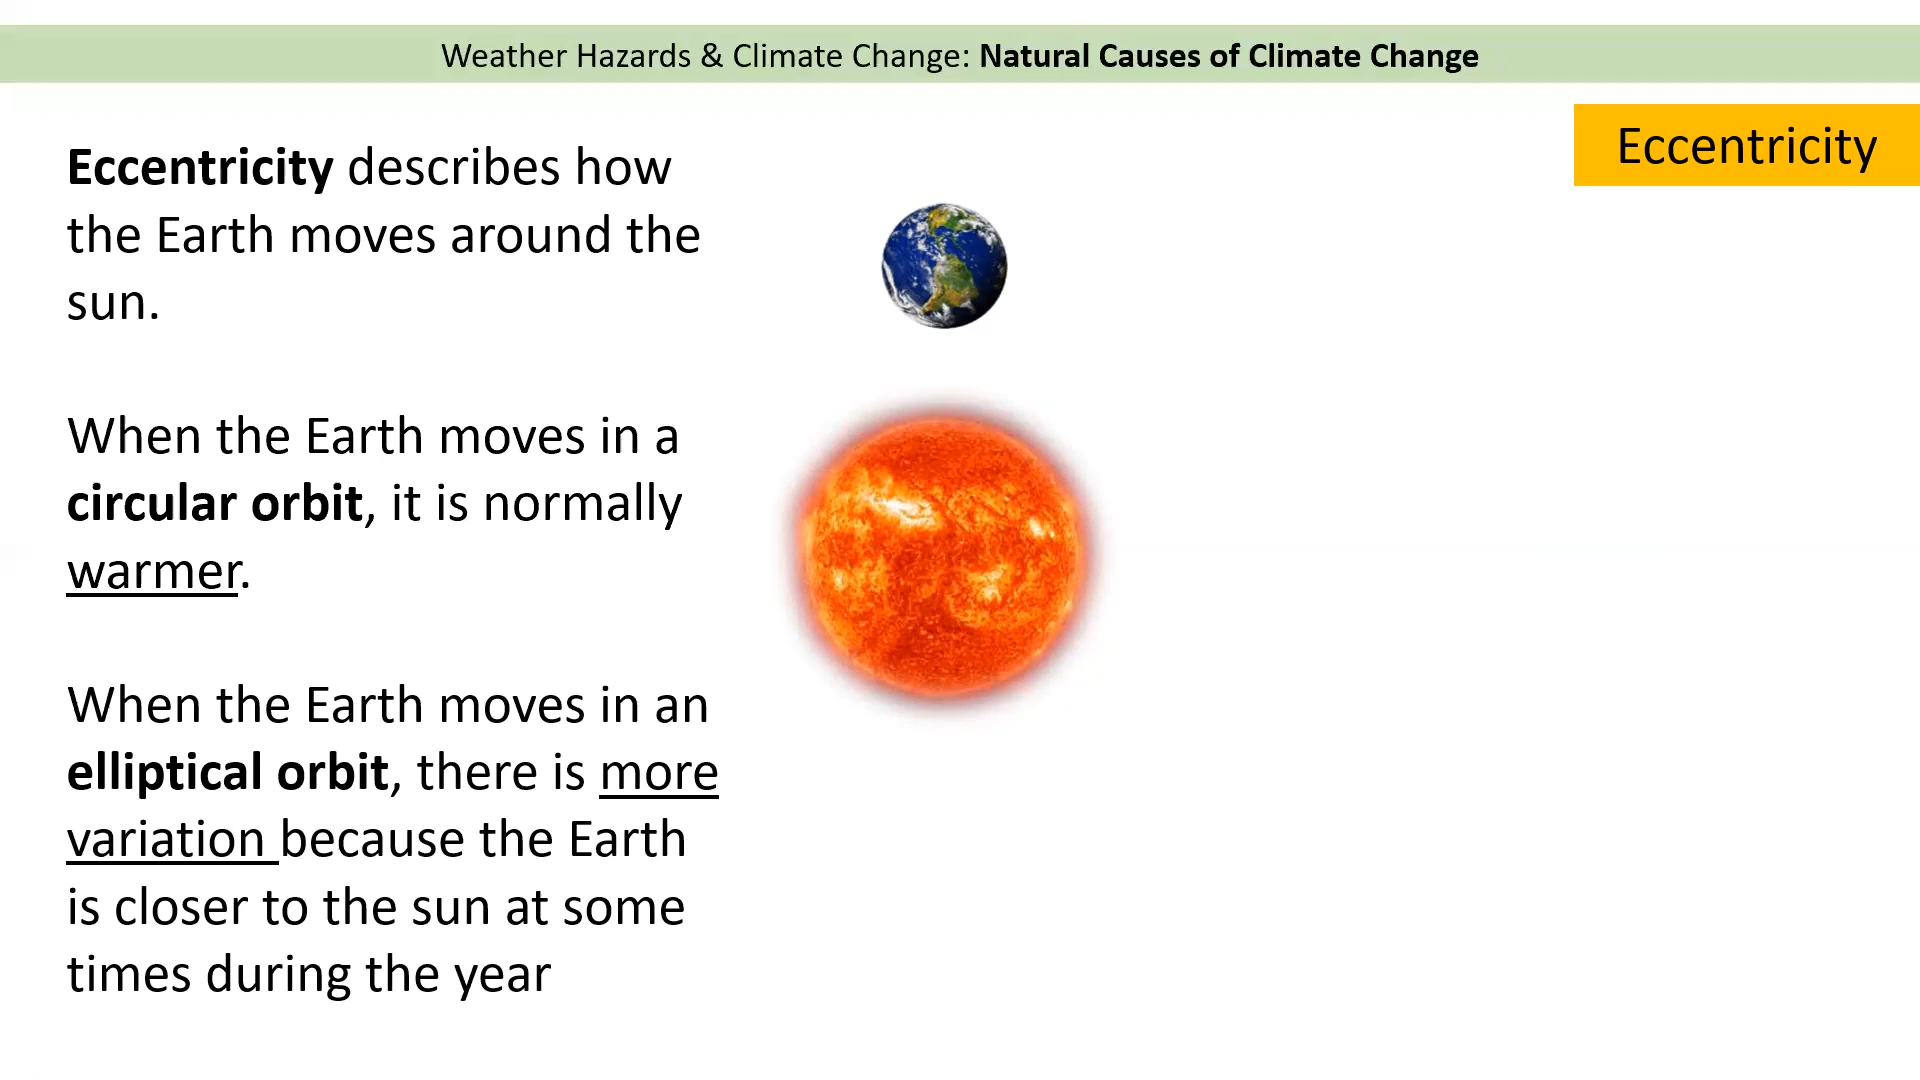 Weather Hazards & Climate Change: Natural Causes of Climate Change
Eccentricity
Eccentricity describes how
the Earth moves around the
sun.
When the Earth moves in a
circular orbit, it is normally
warmer.
When the Earth moves in an
elliptical orbit, there is more
variation because the Earth
is closer to the sun at some
times during the year